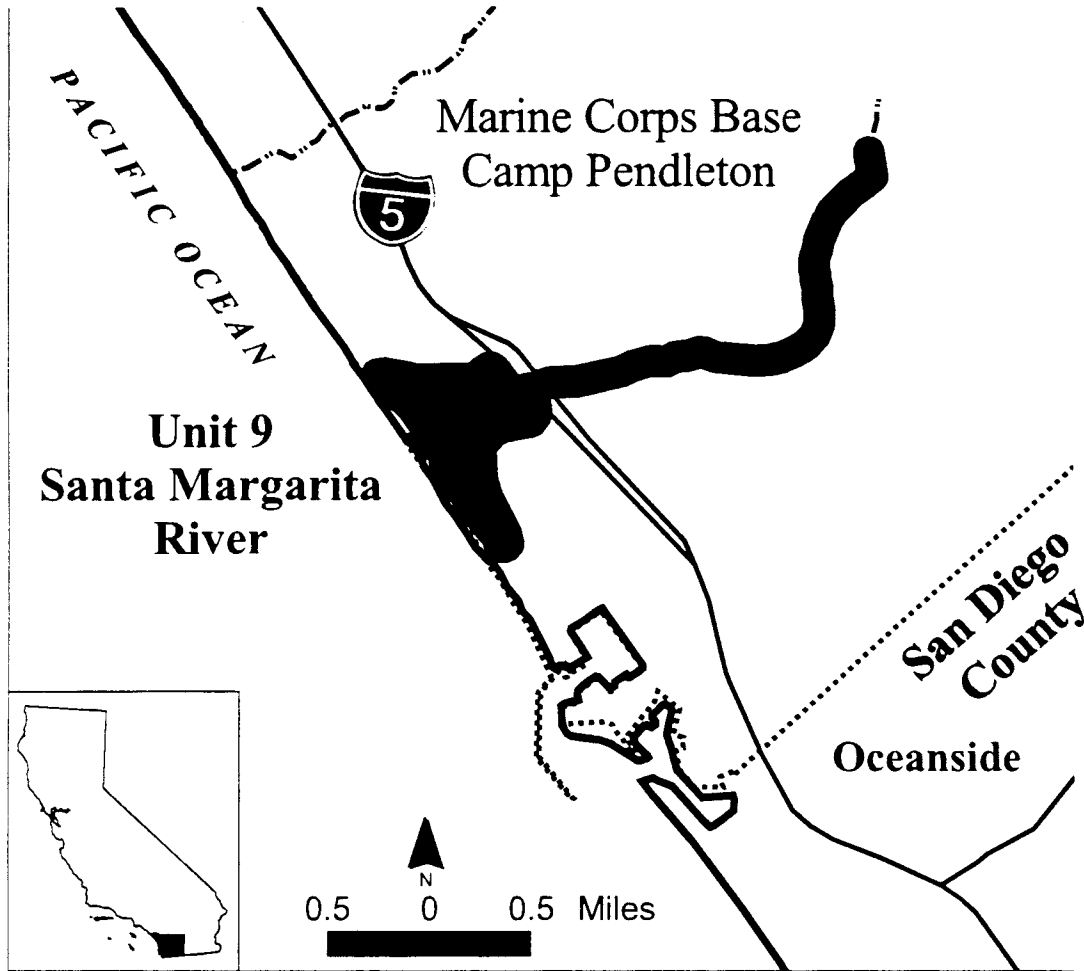 PACIFIC OCEAN
Marine Corps Base
Camp Pendleton
5
Unit 9
Santa Margarita
River
San Diego
County
Oceanside
N
0.5 0 0.5 Miles